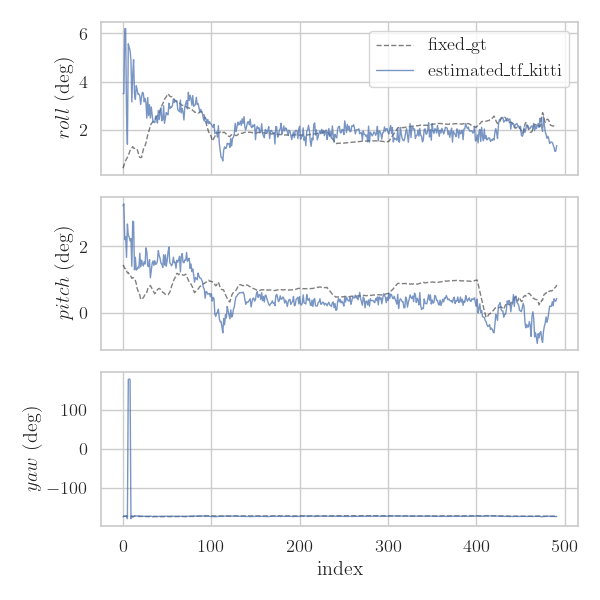 6
4
2
roll (deg)
fixed_gt
estimated_tf_kitti
2
0
pitch (deg)
100
0
−100
yaw (deg)
0 100 200 300 400 500
index